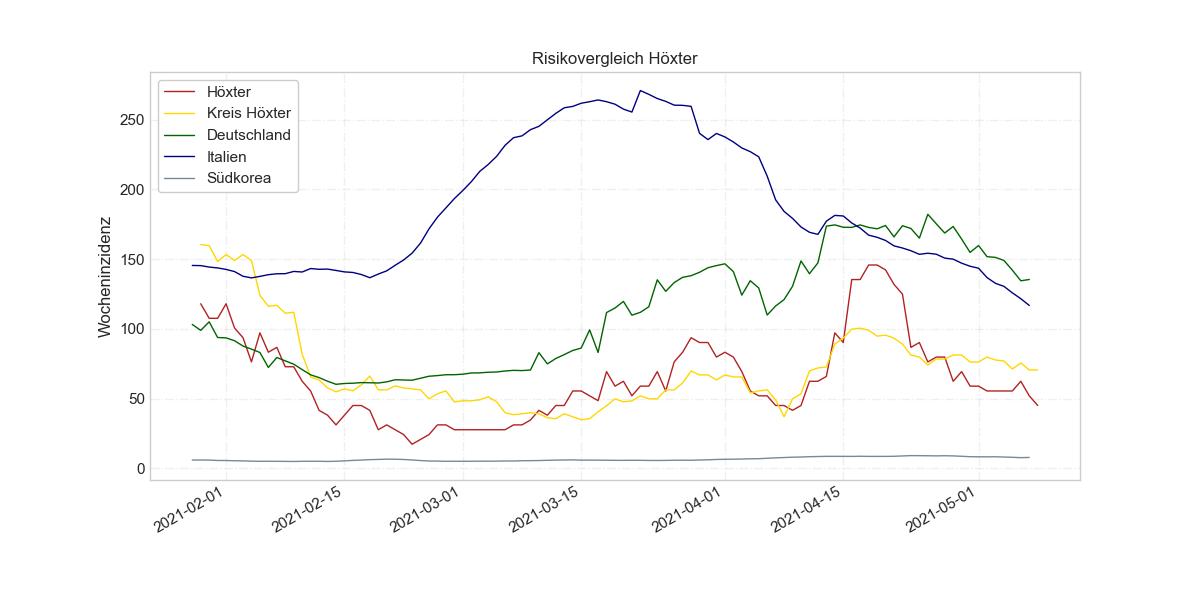 Risikovergleich Höxter
Höxter
Kreis Höxter
Deutschland
Italien
Südkorea
Wocheninzidenz
250
200
150
100
50
0
2021-02-01
2021-02-15
2021-03-01
2021-03-15
2021-04-01
2021-04-15
2021-05-01